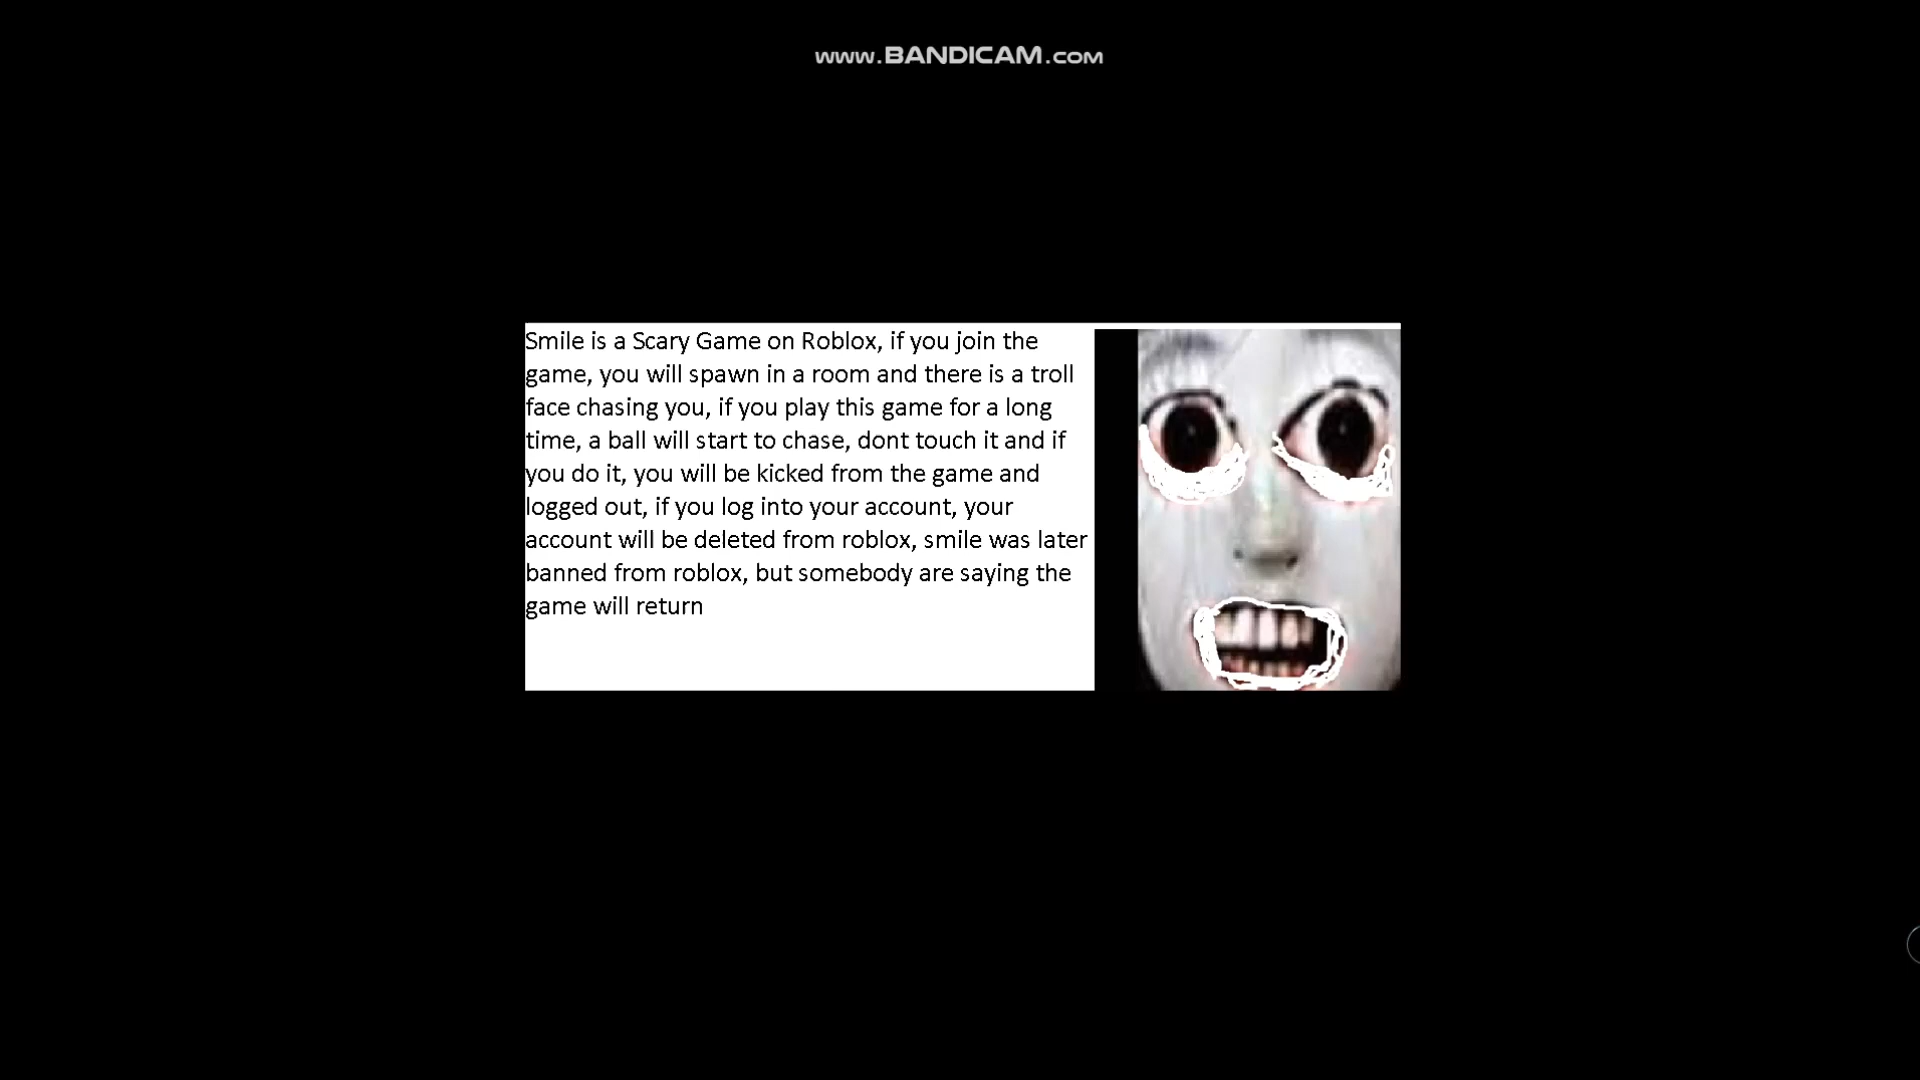 www.BANDICAM.COM
Smile is a Scary Game on Roblox, if you join the
game, you will spawn in a room and there is a troll
face chasing you, if you play this game for a long
time, a ball will start to chase, dont touch it and if
you do it, you will be kicked from the game and
logged out, if you log into your account, your
account will be deleted from roblox, smile was later
banned from roblox, but somebody are saying the
game will return